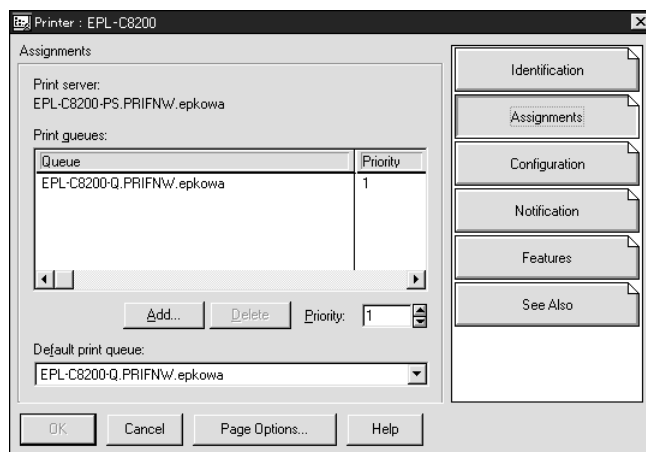 Printer : EPL-C8200
Assignments
Print server:
EPL-C8200-PS.PRIFNW.epkowa
Print queues:
Queue Priority
EPL-C8200-Q.PRIFNW.epkowa 1
Add... Delete Priority: 1
Default print queue:
EPL-C8200-Q.PRIFNW.epkowa
OK Cancel Page Options... Help
Identification
Assignments
Configuration
Notification
Features
See Also